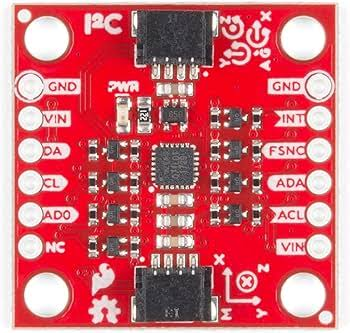 I²C
X Z
A G
GND
PWR
GND
VIN
INT
DA
FSNC
CL
ADA
AD0
ACL
NC
VIN
X
Z
M
Y